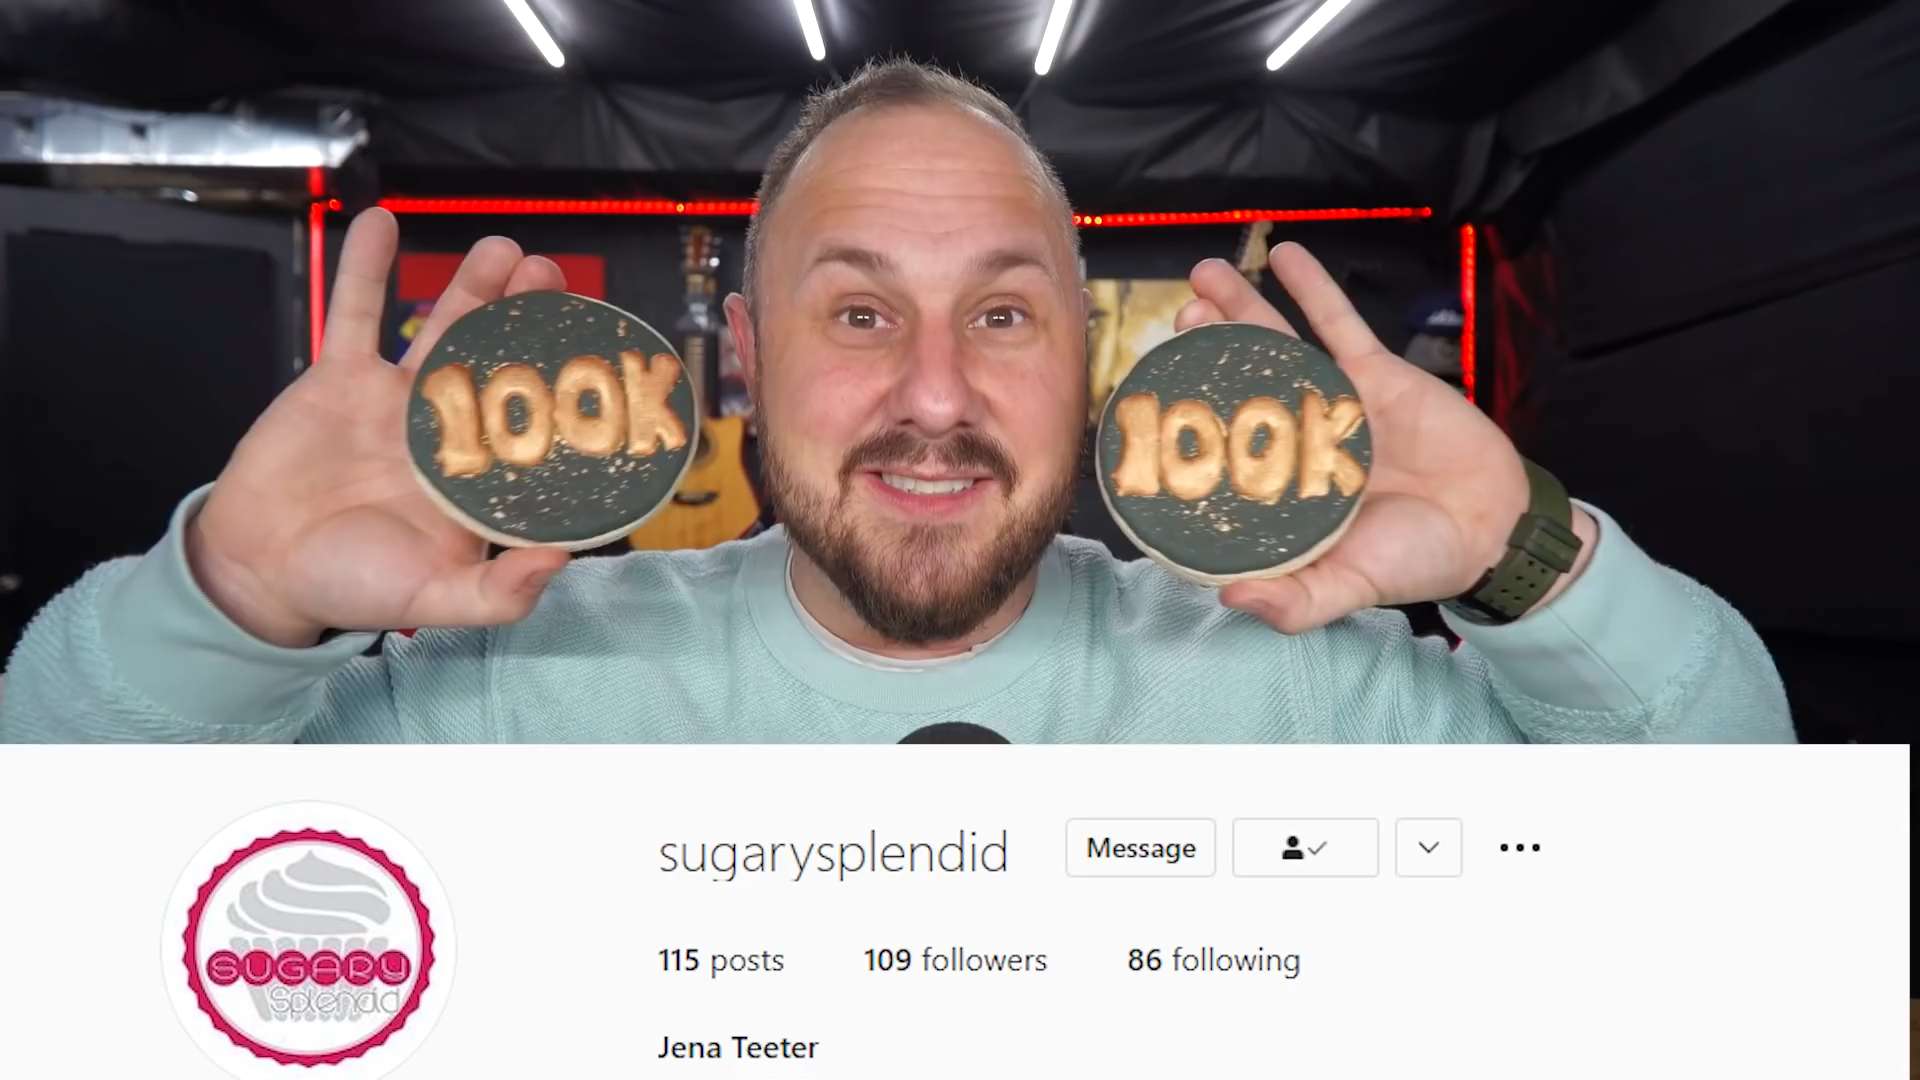 100K
100K
sugarysplendid
Message
115 posts
109 followers
86 following
SUGARY
Splendid
Jena Teeter